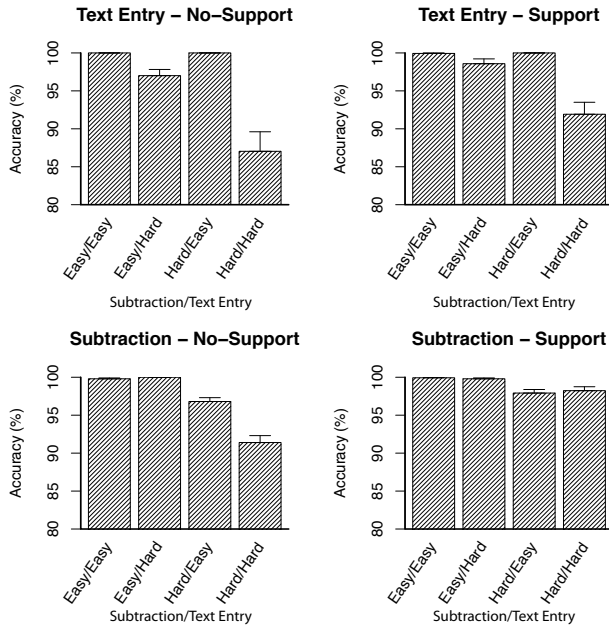 Text Entry – No–Support
Accuracy (%)
100
95
90
85
80
Easy/Easy
Easy/Hard
Hard/Easy
Hard/Hard
Subtraction/Text Entry
Text Entry – Support
Accuracy (%)
100
95
90
85
80
Easy/Easy
Easy/Hard
Hard/Easy
Hard/Hard
Subtraction/Text Entry
Subtraction – No–Support
Accuracy (%)
100
95
90
85
80
Easy/Easy
Easy/Hard
Hard/Easy
Hard/Hard
Subtraction/Text Entry
Subtraction – Support
Accuracy (%)
100
95
90
85
80
Easy/Easy
Easy/Hard
Hard/Easy
Hard/Hard
Subtraction/Text Entry